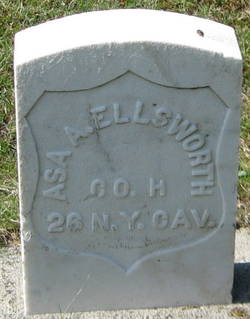 ASA A. ELLSWORTH
CO. H
26 N.Y. CAV.